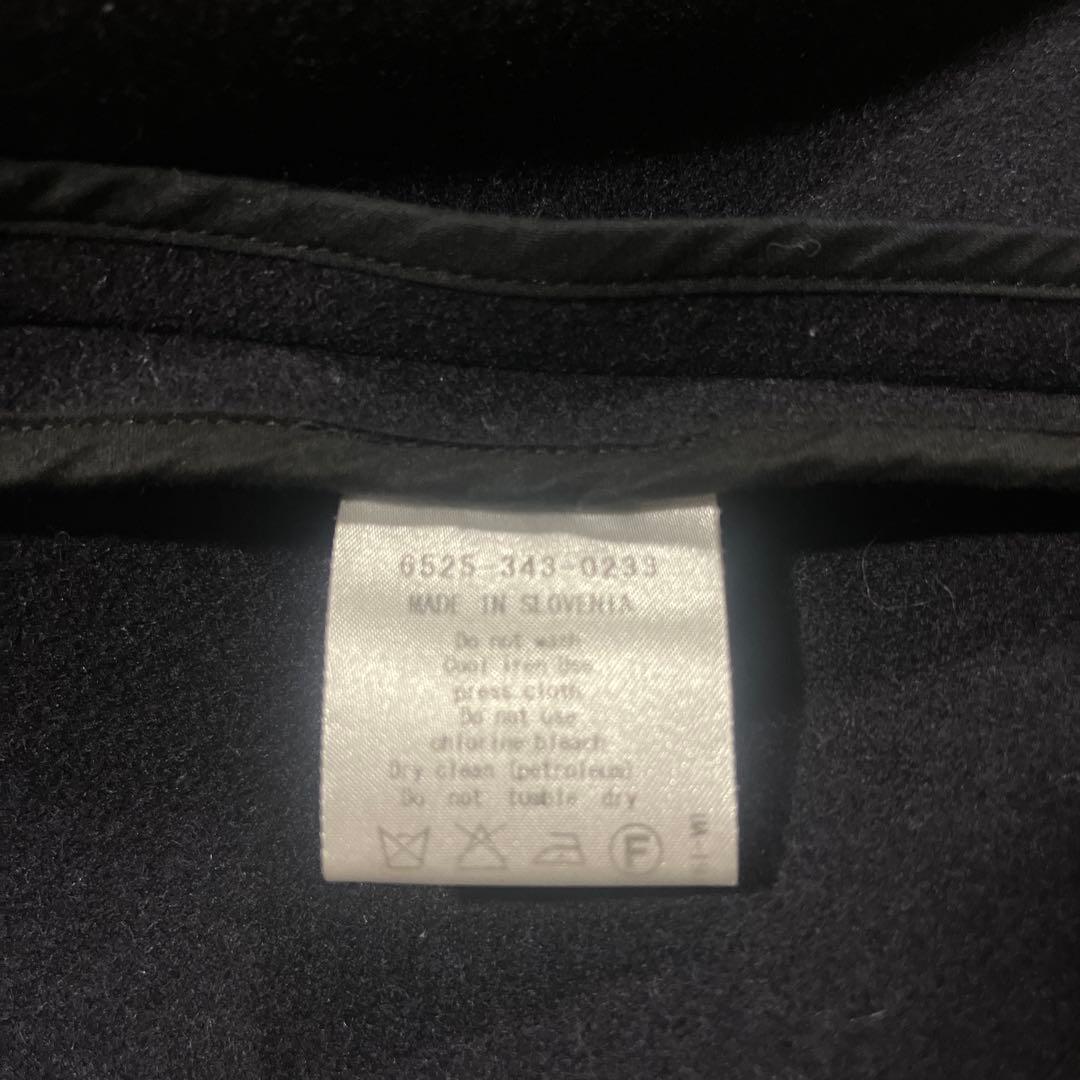 6525-343-0233
MADE IN SLOVENIA
Do not wash
Cool iron Use
press cloth
Do not use
chlorine bleach
Dry clean (petroleum)
Do not tumble dry
F